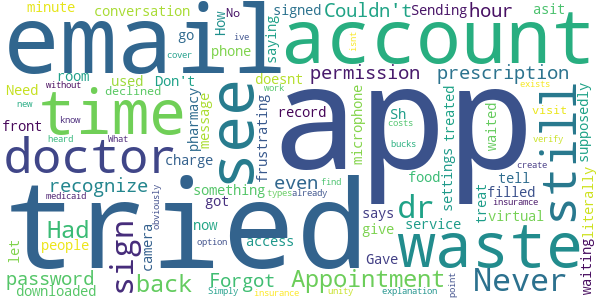 minute
conversation
signed
Couldn't
hour
asit
email
How
go
No
ive
cover
phone
saying
Sending
account
isnt
room
used
Don't
doesnt
permission
prescription
Need
declined
time
pharmacy
message
see
app
still
new
without
work
record
Sh
microphone
treated
waited
exists
front
know
visit
supposedly
heard
What
charge
frustrating
costs
bucks
verify
doctor
tried
recognize
something
even
food
settings
tell
create
medicaid
obviously
types
already
find
got
dr
treat
filled
insuramce
literally
Had
now
says
service
virtual
let
people
sign
camera
access
give
waste
waiting
password
back
Forgot
option
Appointment
Gave
Never
downloaded
Simply
insurance
unity
explanation
point